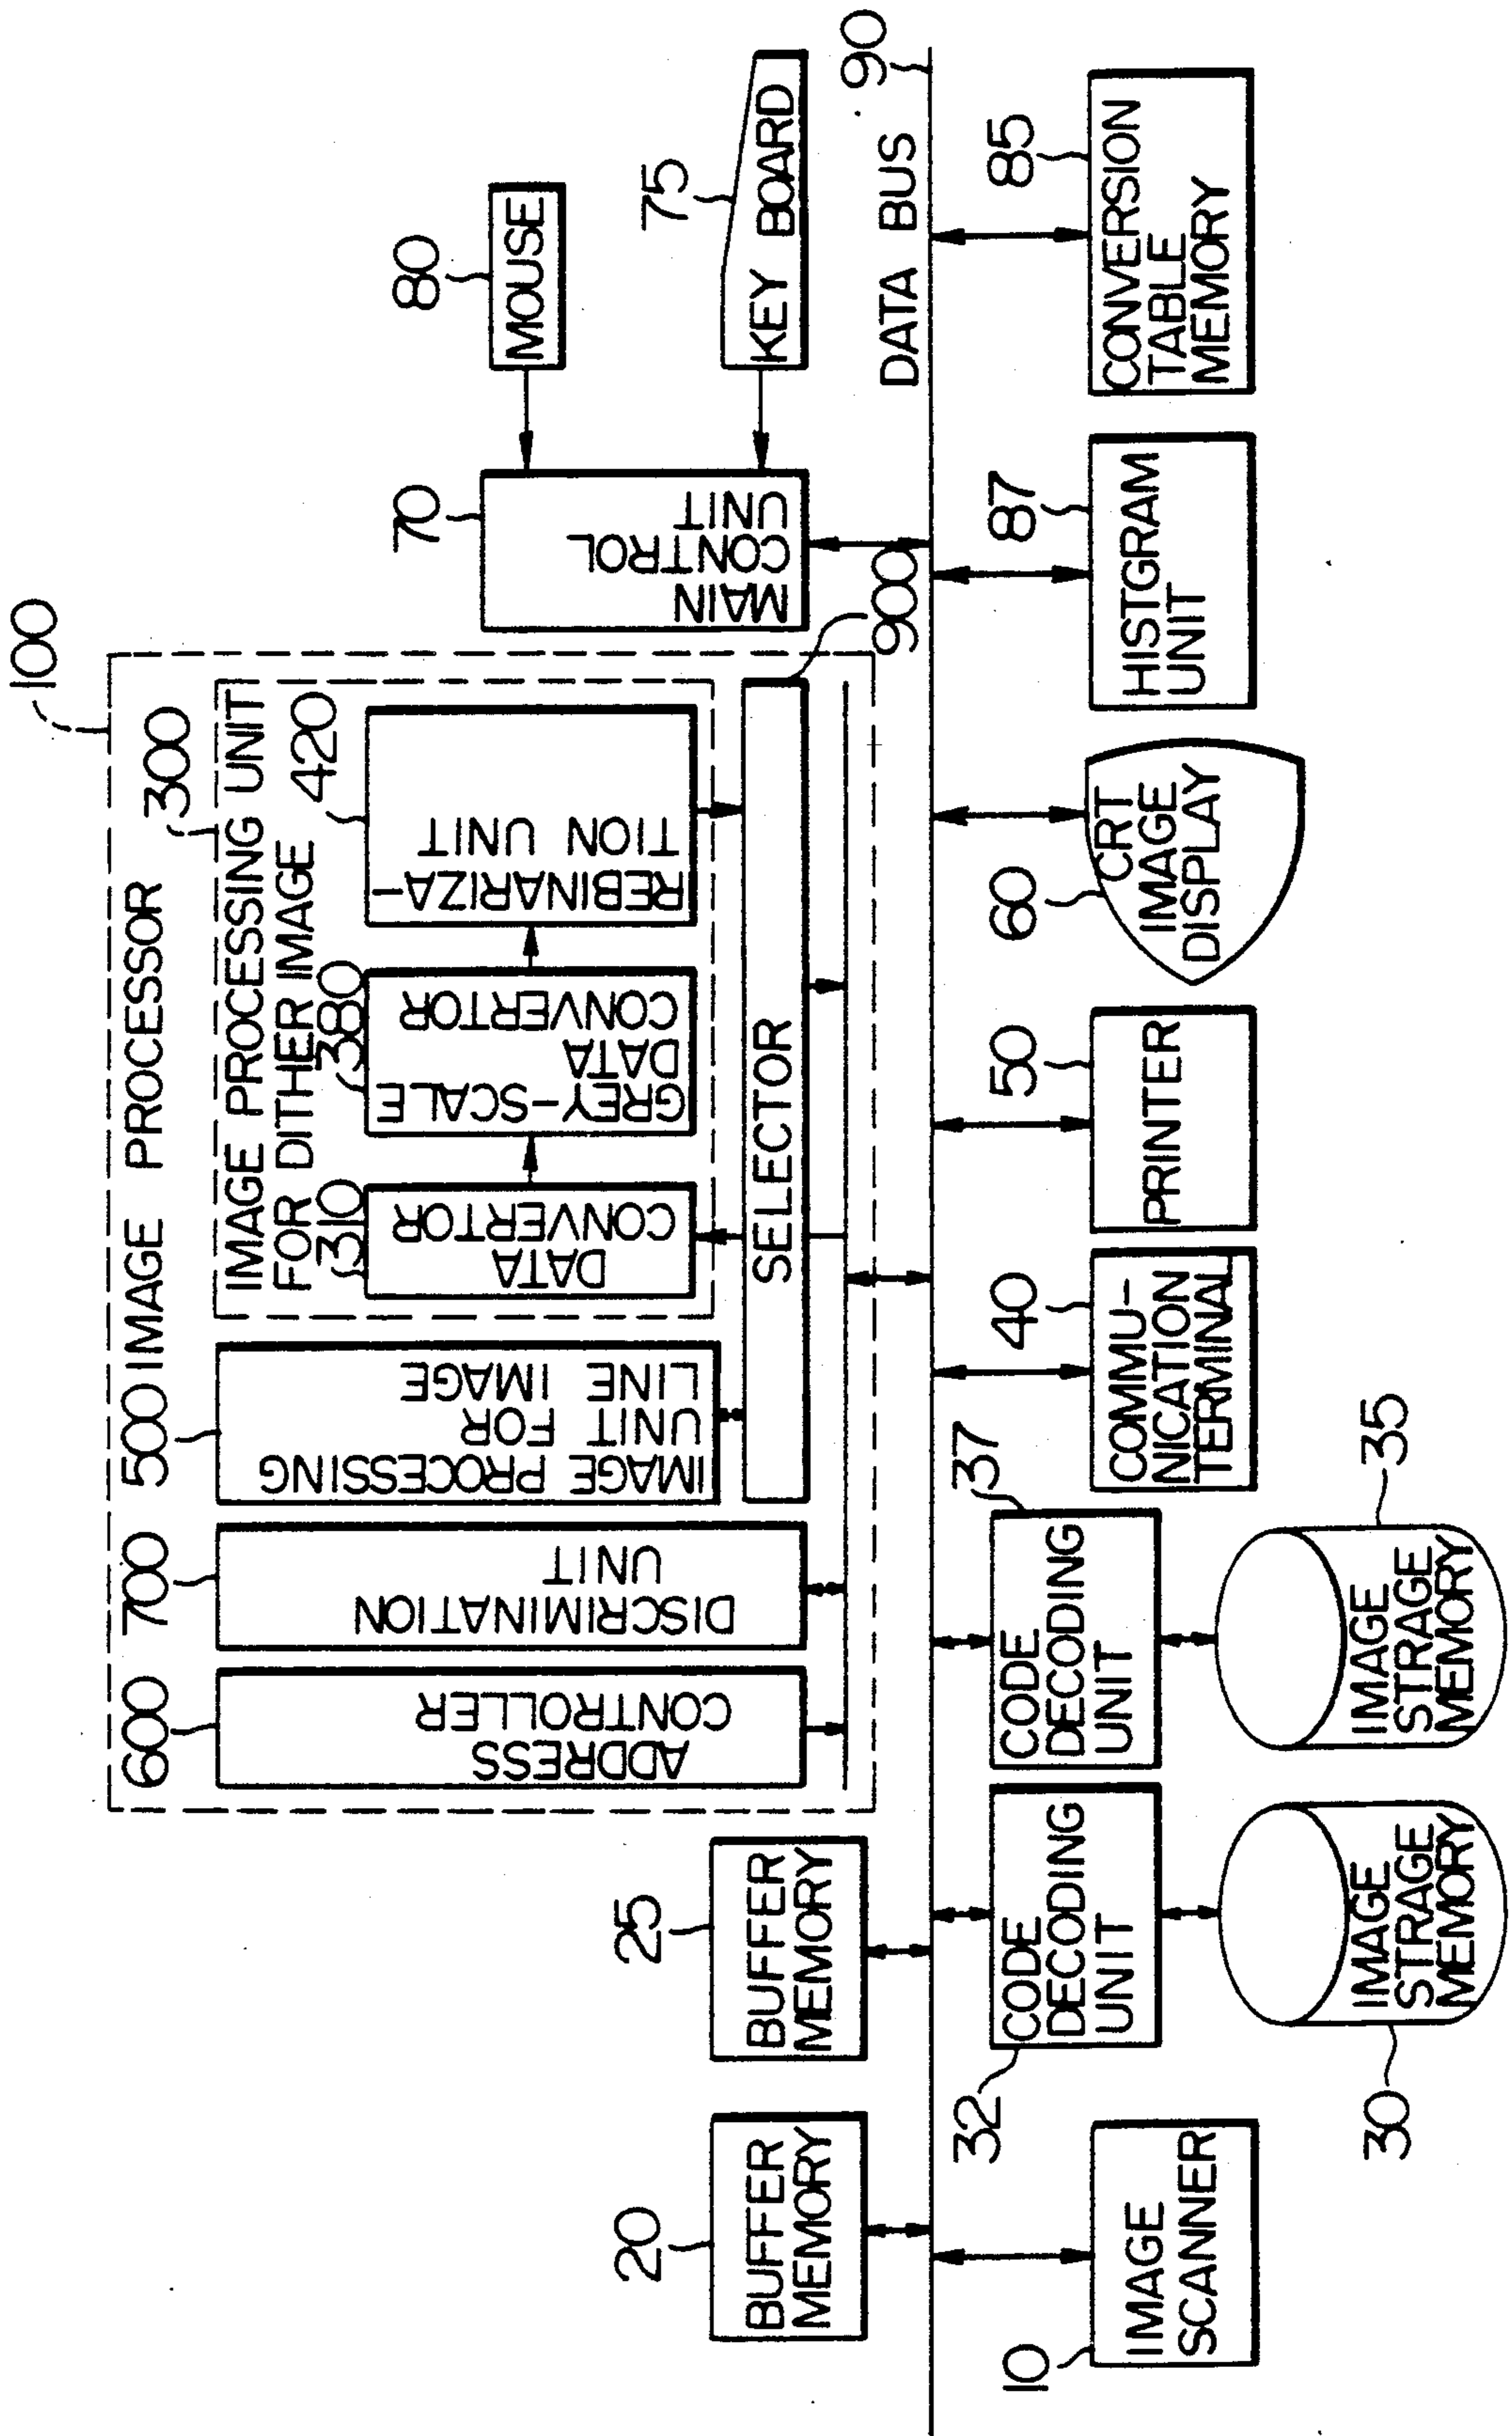 100
IMAGE PROCESSOR
600
ADDRESS
CONTROLLER
700
DISCRIMINATION
UNIT
500
IMAGE PROCESSING
UNIT FOR
LINE IMAGE
300
IMAGE PROCESSING UNIT
FOR DITHER IMAGE
310
DATA
CONVERTOR
380
GREY-SCALE
DATA
CONVERTOR
420
REBINARIZA-
TION UNIT
SELECTOR
900
70
MAIN
CONTROL
UNIT
80
MOUSE
75
KEY BOARD
20
BUFFER
MEMORY
25
BUFFER
MEMORY
DATA BUS
90
10
IMAGE
SCANNER
32
CODE
DECODING
UNIT
30
IMAGE
STRAGE
MEMORY
37
CODE
DECODING
UNIT
35
IMAGE
STRAGE
MEMORY
40
COMMU-
NICATION
TERMINAL
50
PRINTER
60
CRT
IMAGE
DISPLAY
87
HISTGRAM
UNIT
85
CONVERSION
TABLE
MEMORY